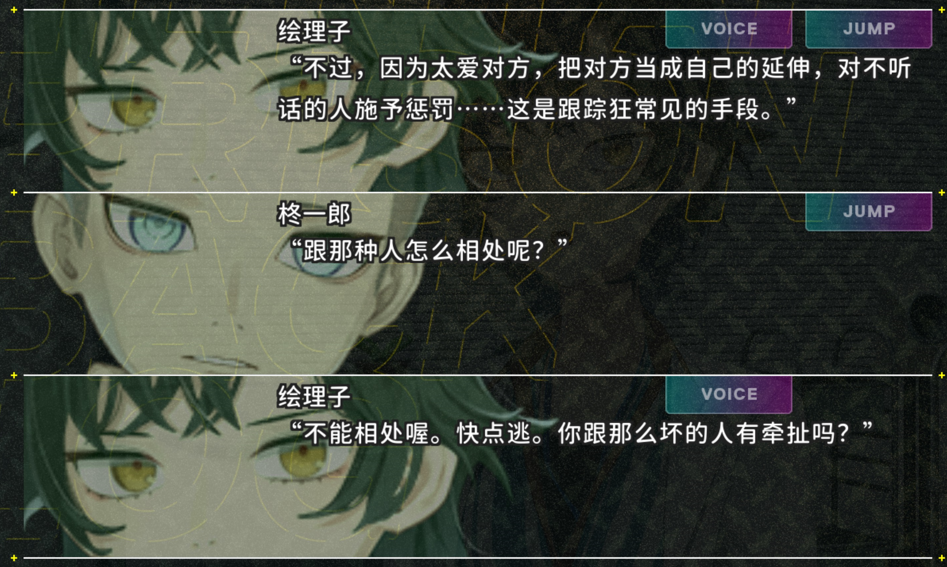 绘理子
VOICE
JUMP
“不过，因为太爱对方，把对方当成自己的延伸，对不听
话的人施予惩罚……这是跟踪狂常见的手段。”
柊一郎
JUMP
“跟那种人怎么相处呢？”
绘理子
VOICE
“不能相处喔。快点逃。你跟那么坏的人有牵扯吗？”